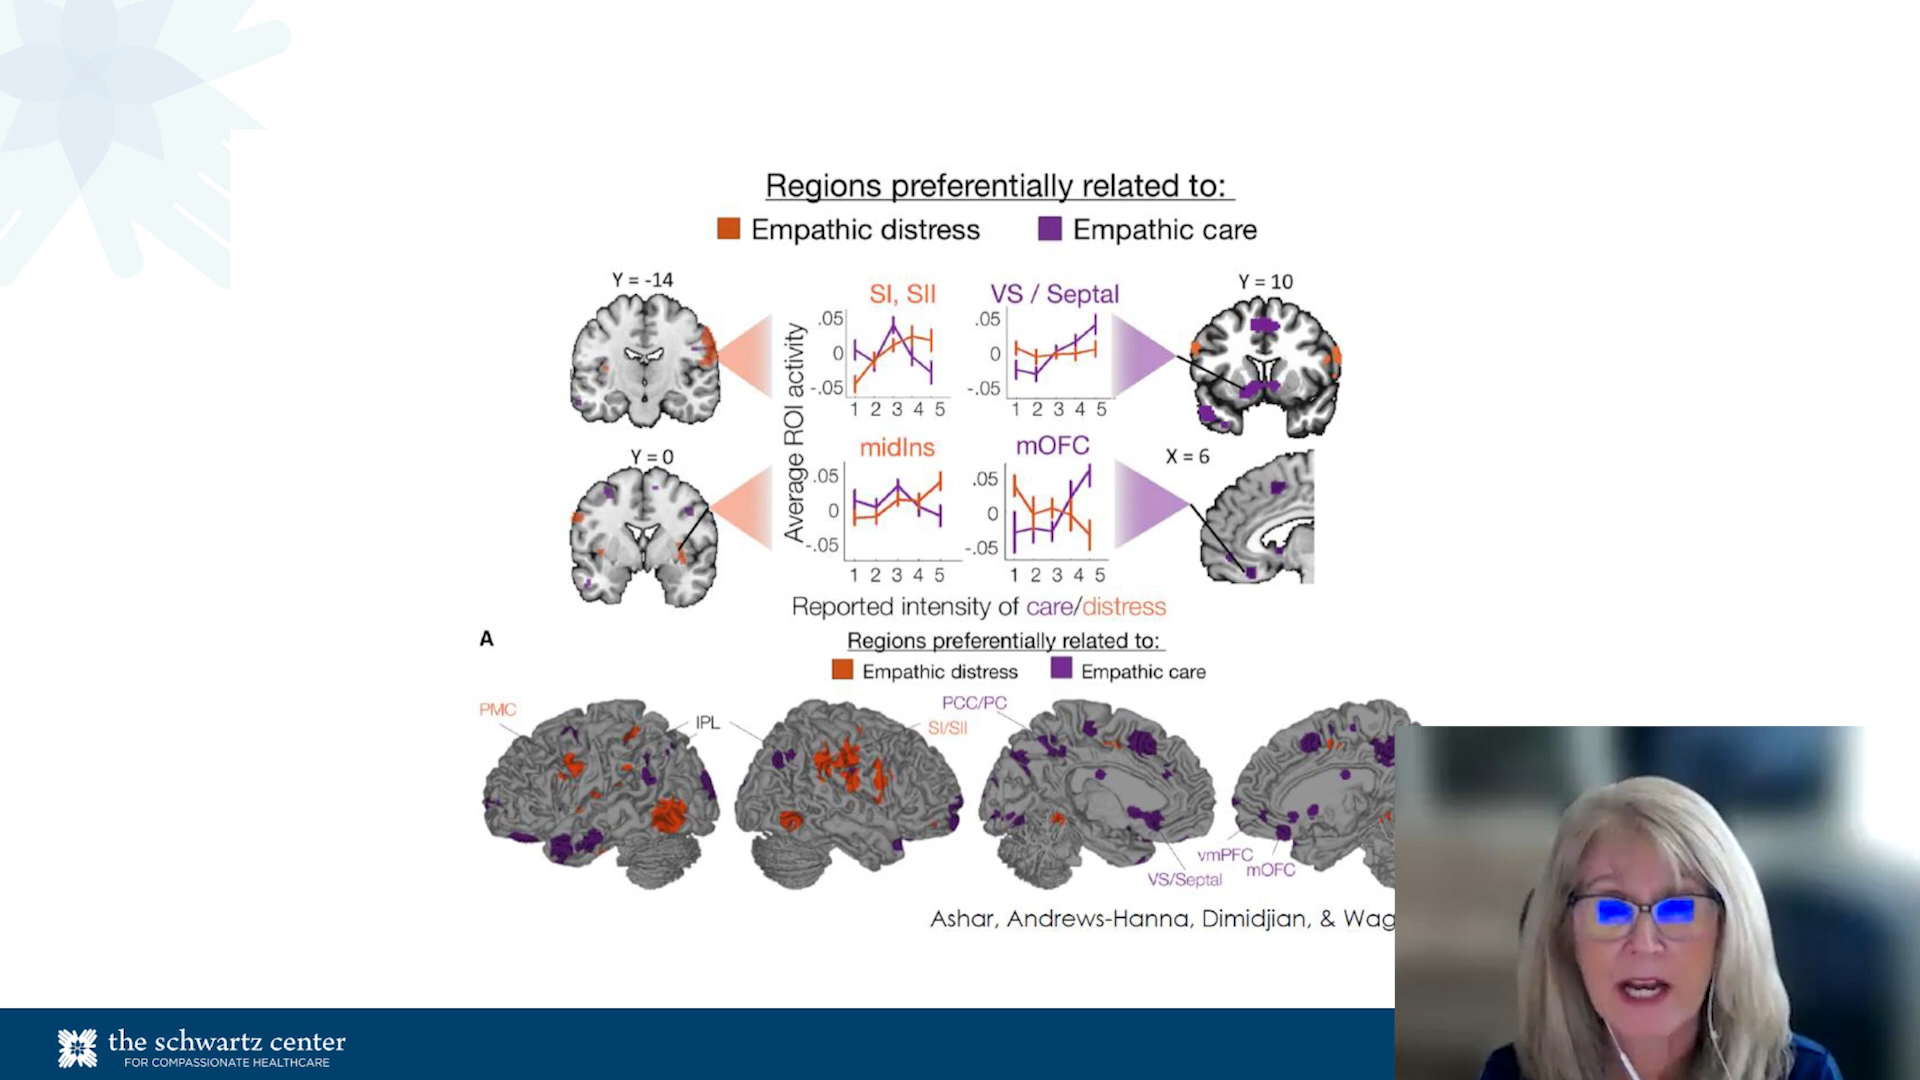 Regions preferentially related to:
Empathic distress Empathic care
Y = -14
SI, SII
VS / Septal
Y = 10
.05
0
-.05
1 2 3 4 5
.05
0
-.05
1 2 3 4 5
Average ROI activity
Y = 0
midIns
mOFC
X = 6
.05
0
-.05
1 2 3 4 5
.05
0
-.05
1 2 3 4 5
Reported intensity of care/distress
A
Regions preferentially related to:
Empathic distress Empathic care
PMC
IPL
PCC/PC
SI/SII
vmPFC
mOFC
VS/Septal
Ashar, Andrews-Hanna, Dimidjian, & Wag
the schwartz center
FOR COMPASSIONATE HEALTHCARE